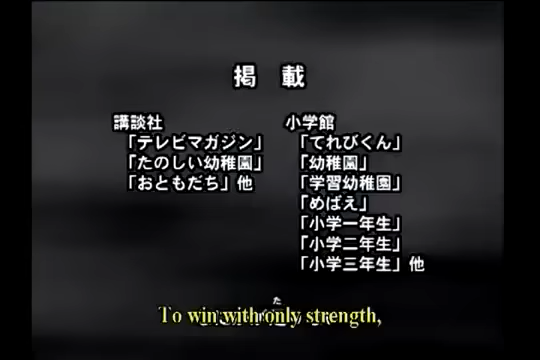 掲載
講談社
「テレビマガジン」
「たのしい幼稚園」
「おともだち」他
小学館
「てれびくん」
「幼稚園」
「学習幼稚園」
「めばえ」
「小学一年生」
「小学二年生」
「小学三年生」他
た
To win with only strength,